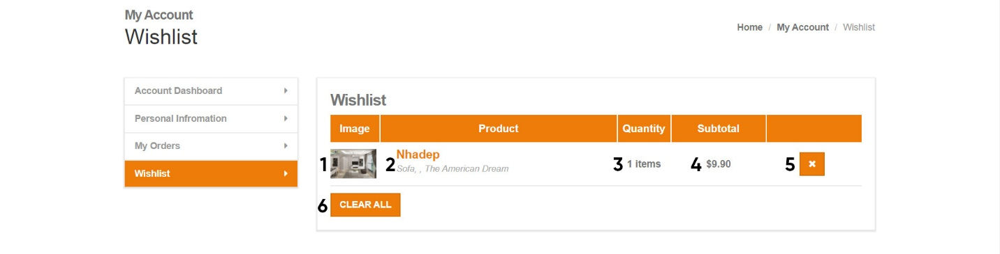 My Account
Wishlist
Home / My Account / Wishlist
Account Dashboard
Personal Infromation
My Orders
Wishlist
Wishlist
Image Product Quantity Subtotal
1 2 Nhadep 3 1 items 4 $9.90 5 ×
Sofa, , The American Dream
6 CLEAR ALL